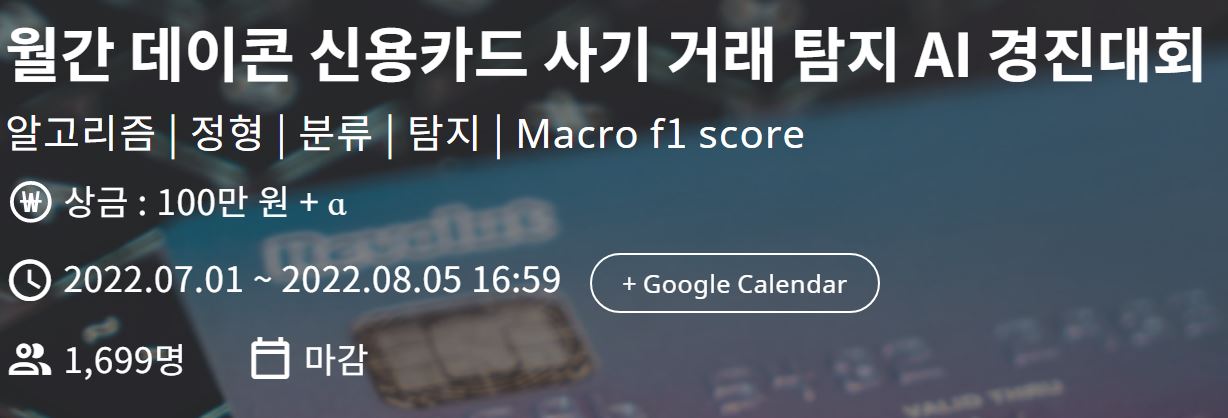 월간 데이콘 신용카드 사기 거래 탐지 AI 경진대회
알고리즘 | 정형 | 분류 | 탐지 | Macro f1 score
₩ 상금 : 100만 원 + α
2022.07.01 ~ 2022.08.05 16:59 + Google Calendar
1,699명 마감
VALID THRU